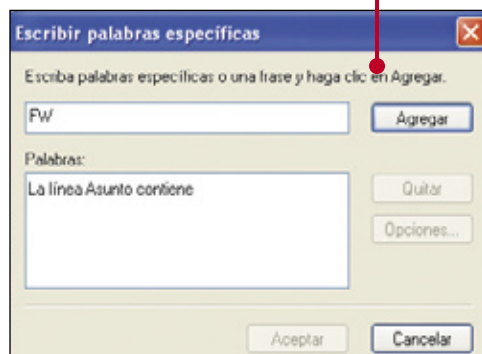 Escribir palabras específicas
Escriba palabras específicas o una frase y haga clic en Agregar.
FW
Agregar
Palabras:
La línea Asunto contiene
Quitar
Opciones...
Aceptar
Cancelar